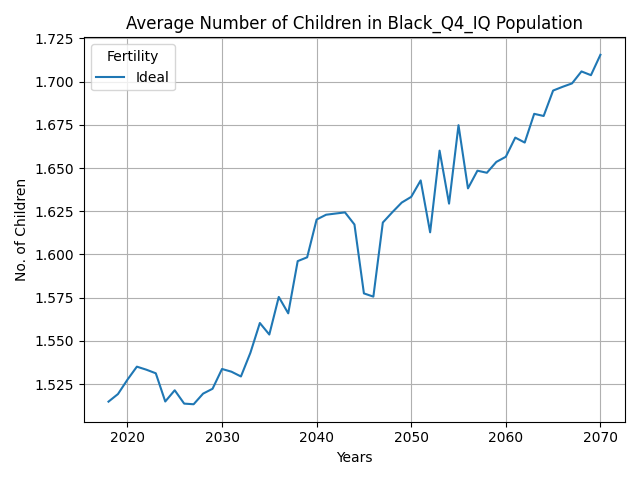 Average Number of Children in Black_Q4_IQ Population
1.725
1.700
1.675
1.650
1.625
1.600
1.575
1.550
1.525
No. of Children
Fertility
Ideal
2020 2030 2040 2050 2060 2070
Years